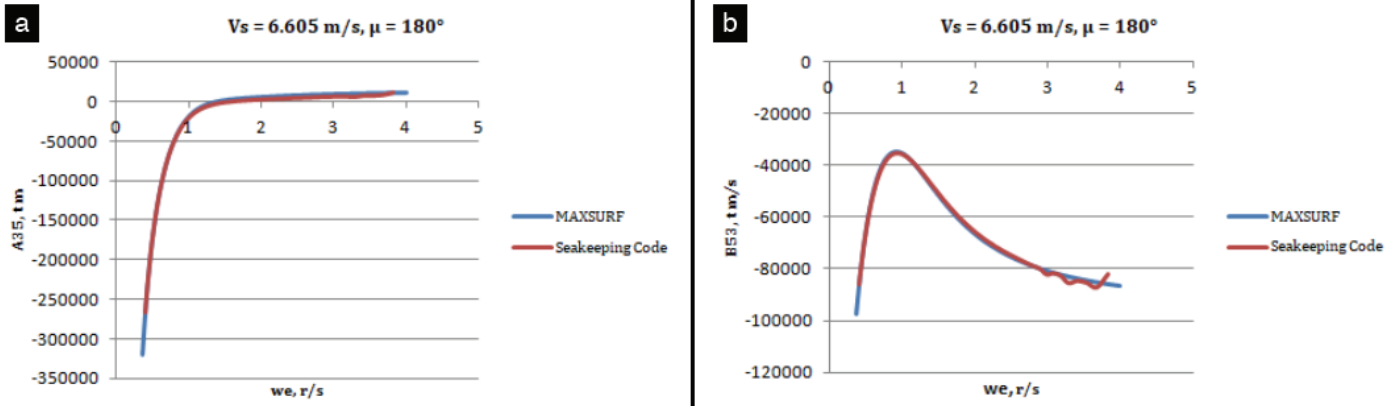 a
Vs = 6.605 m/s, μ = 180°
50000
0
-50000
-100000
-150000
-200000
-250000
-300000
-350000
0 1 2 3 4 5
A35, t m
we, r/s
MAXSURF
Seakeeping Code
b
Vs = 6.605 m/s, μ = 180°
0
-20000
-40000
-60000
-80000
-100000
-120000
0 1 2 3 4 5
B53, t m/s
we, r/s
MAXSURF
Seakeeping Code